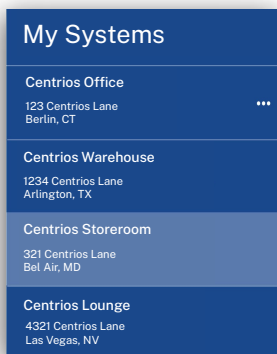 My Systems
Centrios Office
123 Centrios Lane
Berlin, CT
Centrios Warehouse
1234 Centrios Lane
Arlington, TX
Centrios Storeroom
321 Centrios Lane
Bel Air, MD
Centrios Lounge
4321 Centrios Lane
Las Vegas, NV